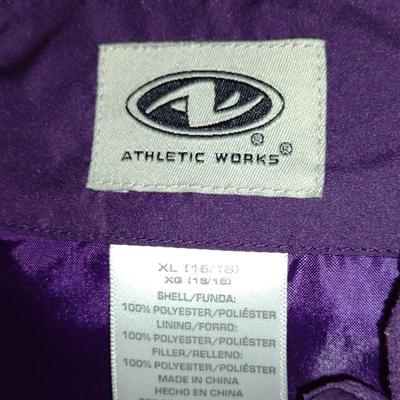 ATHLETIC WORKS®
XL (16/18)
XG (16/18)
SHELL/FUNDA:
100% POLYESTER/POLIÉSTER
LINING/FORRO:
100% POLYESTER/POLIÉSTER
FILLER/RELLENO:
100% POLYESTER/POLIÉSTER
MADE IN CHINA
HECHO EN CHINA